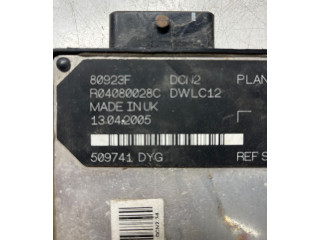 80923F DCN2 PLAN
R04080028C DWLC12
MADE IN UK
13.04.2005
509741 DYG REF S